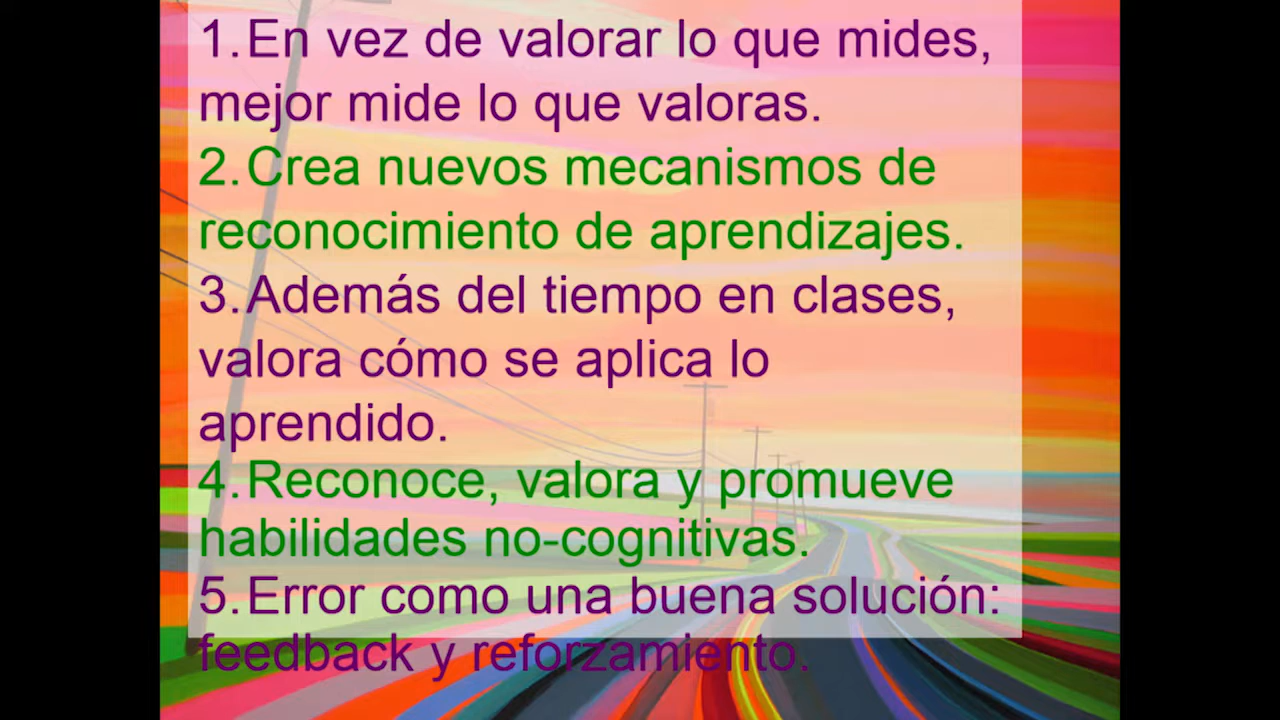 1. En vez de valorar lo que mides,
mejor mide lo que valoras.
2. Crea nuevos mecanismos de
reconocimiento de aprendizajes.
3. Además del tiempo en clases,
valora cómo se aplica lo
aprendido.
4. Reconoce, valora y promueve
habilidades no-cognitivas.
5. Error como una buena solución:
feedback y reforzamiento.